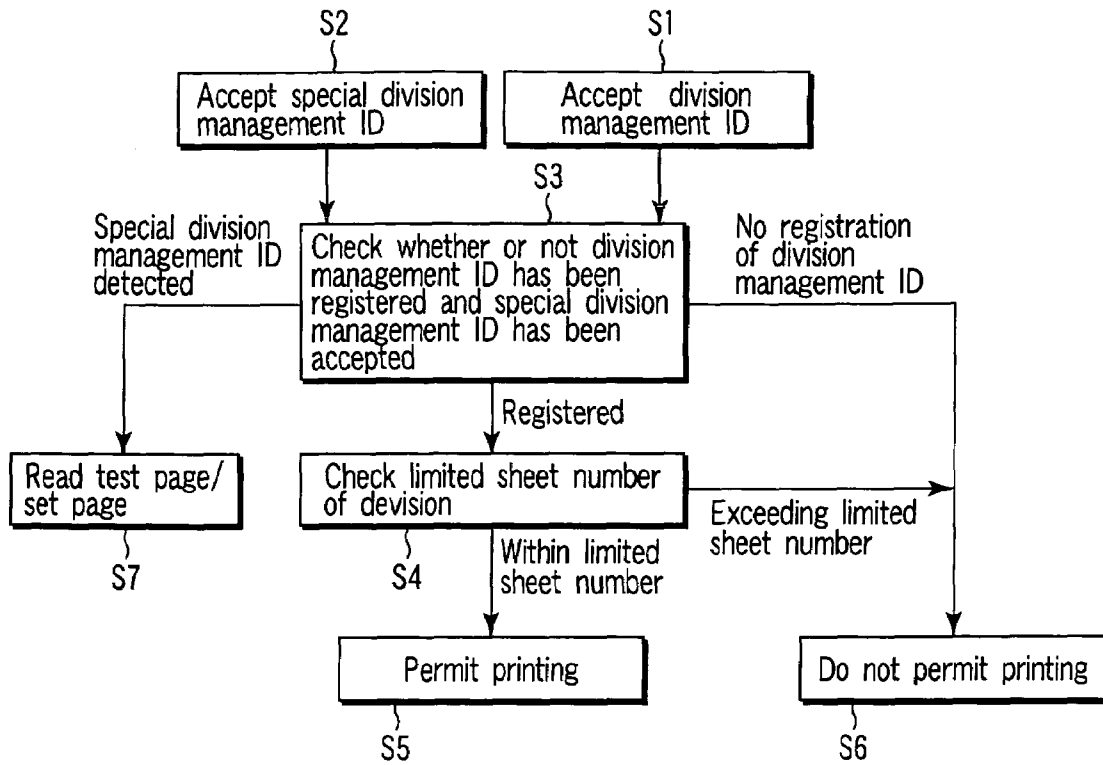 S2
S1
Accept special division
management ID
Accept division
management ID
S3
Special division
management ID
detected
Check whether or not division
management ID has been
registered and special division
management ID has been
accepted
No registration
of division
management ID
Registered
Read test page/
set page
Check limited sheet number
of devision
Exceeding limited
sheet number
S7
S4
Within limited
sheet number
Permit printing
Do not permit printing
S5
S6